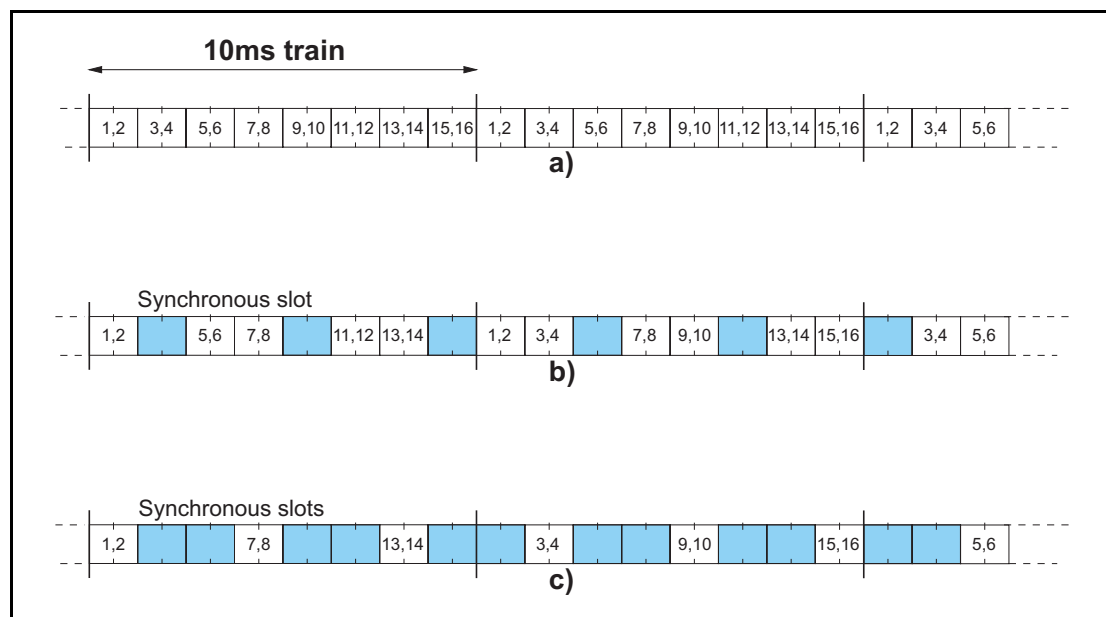 10ms train
1,2 3,4 5,6 7,8 9,10 11,12 13,14 15,16 1,2 3,4 5,6 7,8 9,10 11,12 13,14 15,16 1,2 3,4 5,6
a)
Synchronous slot
1,2 5,6 7,8 11,12 13,14 1,2 3,4 7,8 9,10 13,14 15,16 3,4 5,6
b)
Synchronous slots
1,2 7,8 13,14 3,4 9,10 15,16 5,6
c)